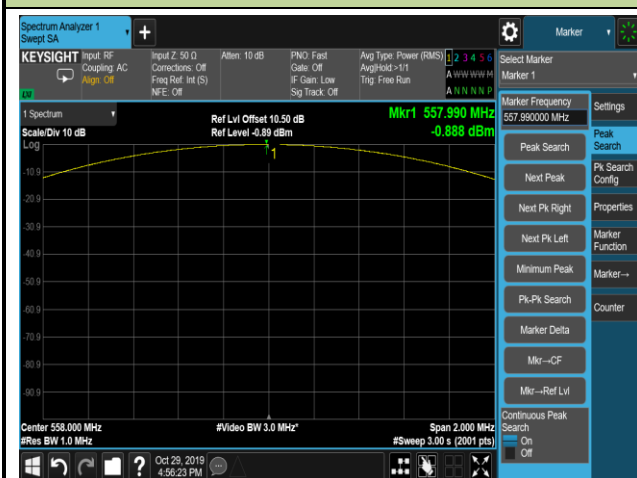 Spectrum Analyzer 1
Swept SA
+
Marker
KEYSIGHT
Input: RF
Coupling: AC
Align: Off
Input Z: 50 Ω
Corrections: Off
Freq Ref: Int (S)
NFE: Off
Atten: 10 dB
PNO: Fast
Gate: Off
IF Gain: Low
Sig Track: Off
Avg Type: Power (RMS)
Avg|Hold:>1/1
Trig: Free Run
1 2 3 4 5 6
A W W W W M
A N N N N P
LXI
Select Marker
Marker 1
1 Spectrum
Scale/Div 10 dB
Log
Ref Lvl Offset 10.50 dB
Ref Level -0.89 dBm
Mkr1 557.990 MHz
-0.888 dBm
1
-10.9
-20.9
-30.9
-40.9
-50.9
-60.9
-70.9
-80.9
-90.9
Center 558.000 MHz
#Res BW 1.0 MHz
#Video BW 3.0 MHz*
Span 2.000 MHz
#Sweep 3.00 s (2001 pts)
Marker Frequency
557.990000 MHz
Peak Search
Next Peak
Next Pk Right
Next Pk Left
Minimum Peak
Pk-Pk Search
Marker Delta
Mkr→CF
Mkr→Ref Lvl
Continuous Peak
Search
On
Off
Settings
Peak
Search
Pk Search
Config
Properties
Marker
Function
Marker→
Counter
?
Oct 29, 2019
4:56:23 PM